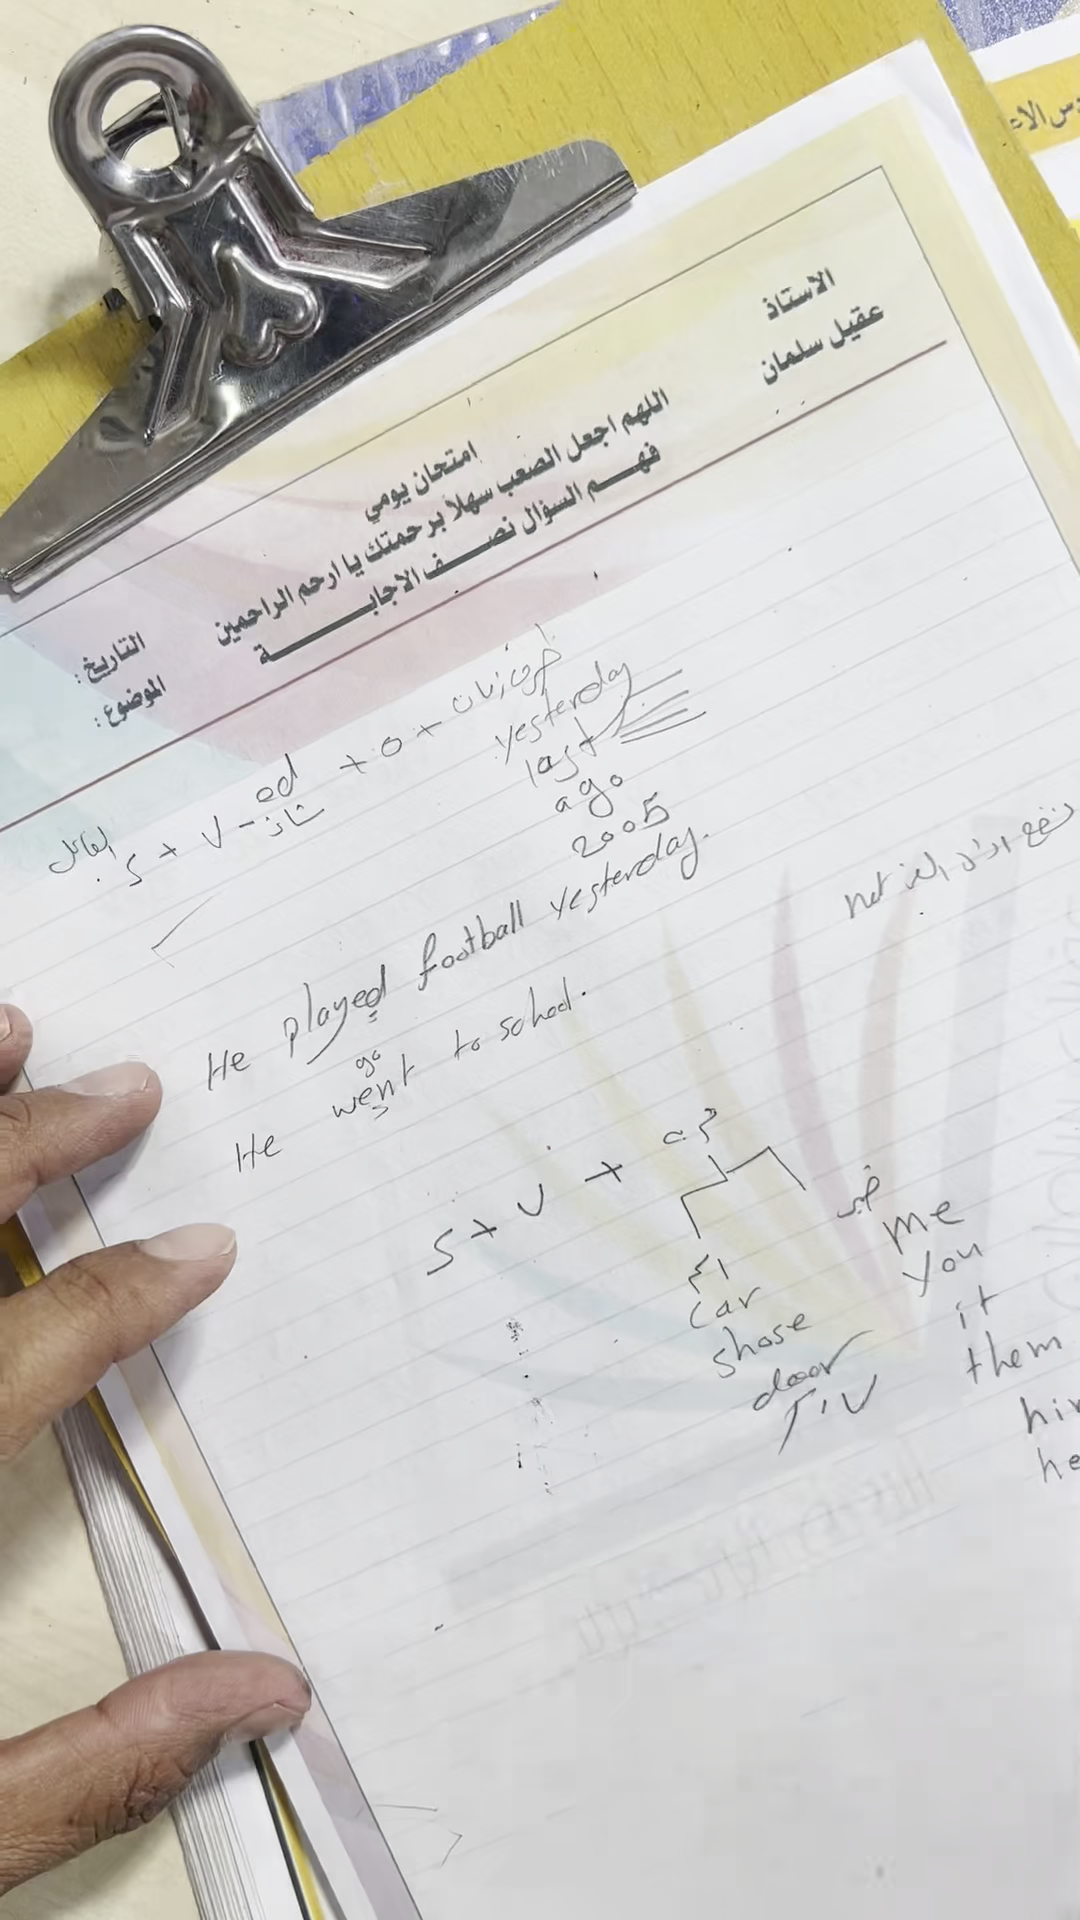 الاستاذ
عقيل سلمان
امتحان يومي
اللهم اجعل الصعب سهلا برحمتك يا ارحم الراحمين
فهم السؤال نصف الاجابة
التاريخ :
الموضوع :
الفاعل S + V - ed + O + ظرف زمان
شاذ
yesterday
last
ago
2005
He played football yesterday.
go
He went to school.
not
S + V +
اسم
car
shose
door
T.V
ضمير
me
you
it
them